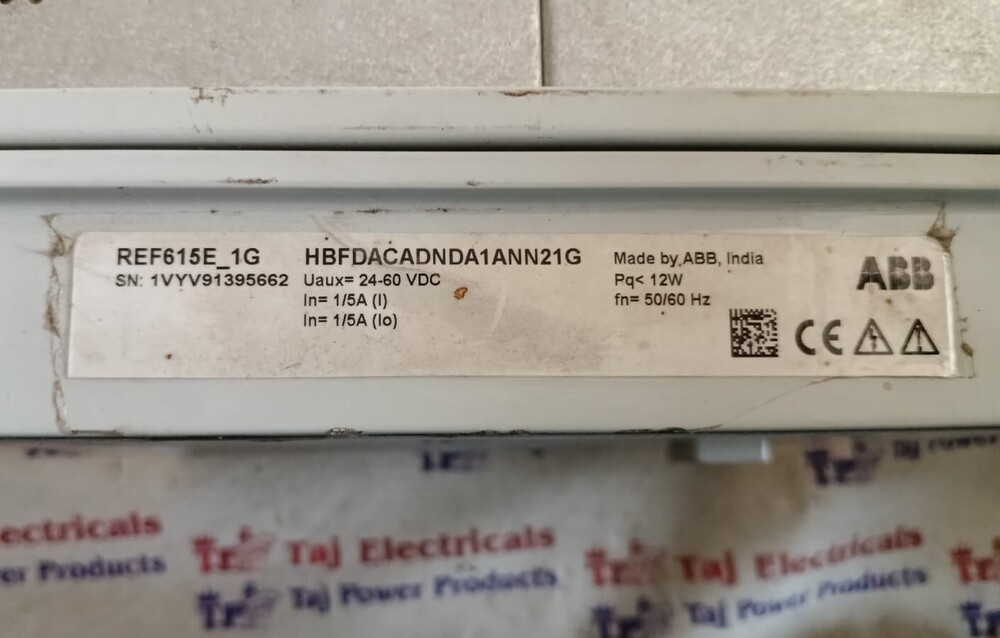 REF615E_1G HBFDACADNDA1ANN21G Made by ABB, India
SN: 1VYV91395662 Uaux= 24-60 VDC Pq< 12W
In= 1/5A (I) fn= 50/60 Hz
In= 1/5A (Io)
ABB
CE
ectricals Taj Electricals Taj Electricals
er Products Taj Power Products Taj Power Products